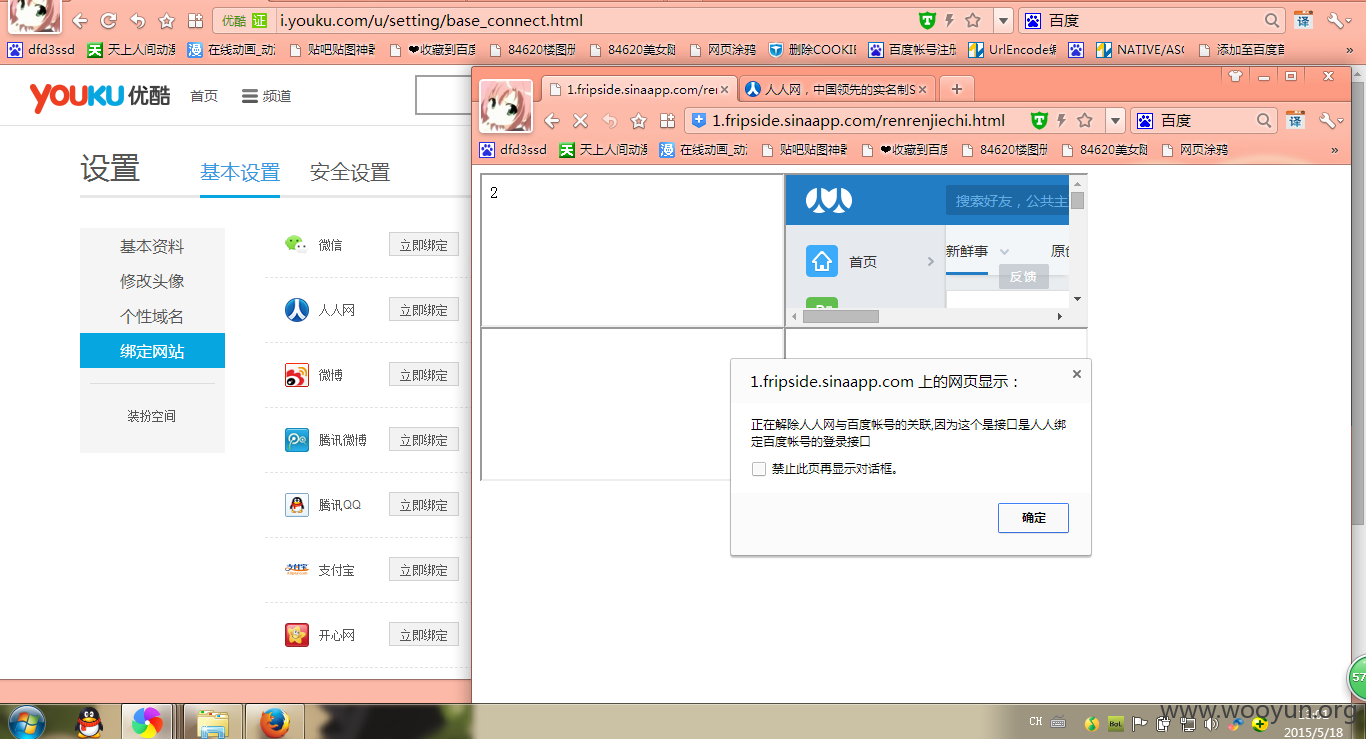 优酷 证 i.youku.com/u/setting/base_connect.html 百度 译
dfd3ssd 天上人间动漫 在线动画_动 贴吧贴图神器 ❤收藏到百度 84620楼图册 84620美女贴 网页涂鸦 删除COOKIE 百度帐号注册 UrlEncode编 NATIVE/ASC 添加至百度首 »
YOUKU 优酷 首页 频道
设置 基本设置 安全设置
基本资料
修改头像
个性域名
绑定网站
装扮空间
微信 立即绑定
人人网 立即绑定
微博 立即绑定
腾讯微博 立即绑定
腾讯QQ 立即绑定
支付宝 立即绑定
开心网 立即绑定
1.fripside.sinaapp.com/ren 人人网，中国领先的实名制S
1.fripside.sinaapp.com/renrenjiechi.html 百度 译
dfd3ssd 天上人间动漫 在线动画_动 贴吧贴图神器 ❤收藏到百度 84620楼图册 84620美女贴 网页涂鸦 »
2
搜索好友，公共主
首页 新鲜事 原创
反馈
1.fripside.sinaapp.com 上的网页显示：
正在解除人人网与百度帐号的关联,因为这个是接口是人人绑
定百度帐号的登录接口
禁止此页再显示对话框。
确定
57
CH
www.wooyun.org
2015/5/18